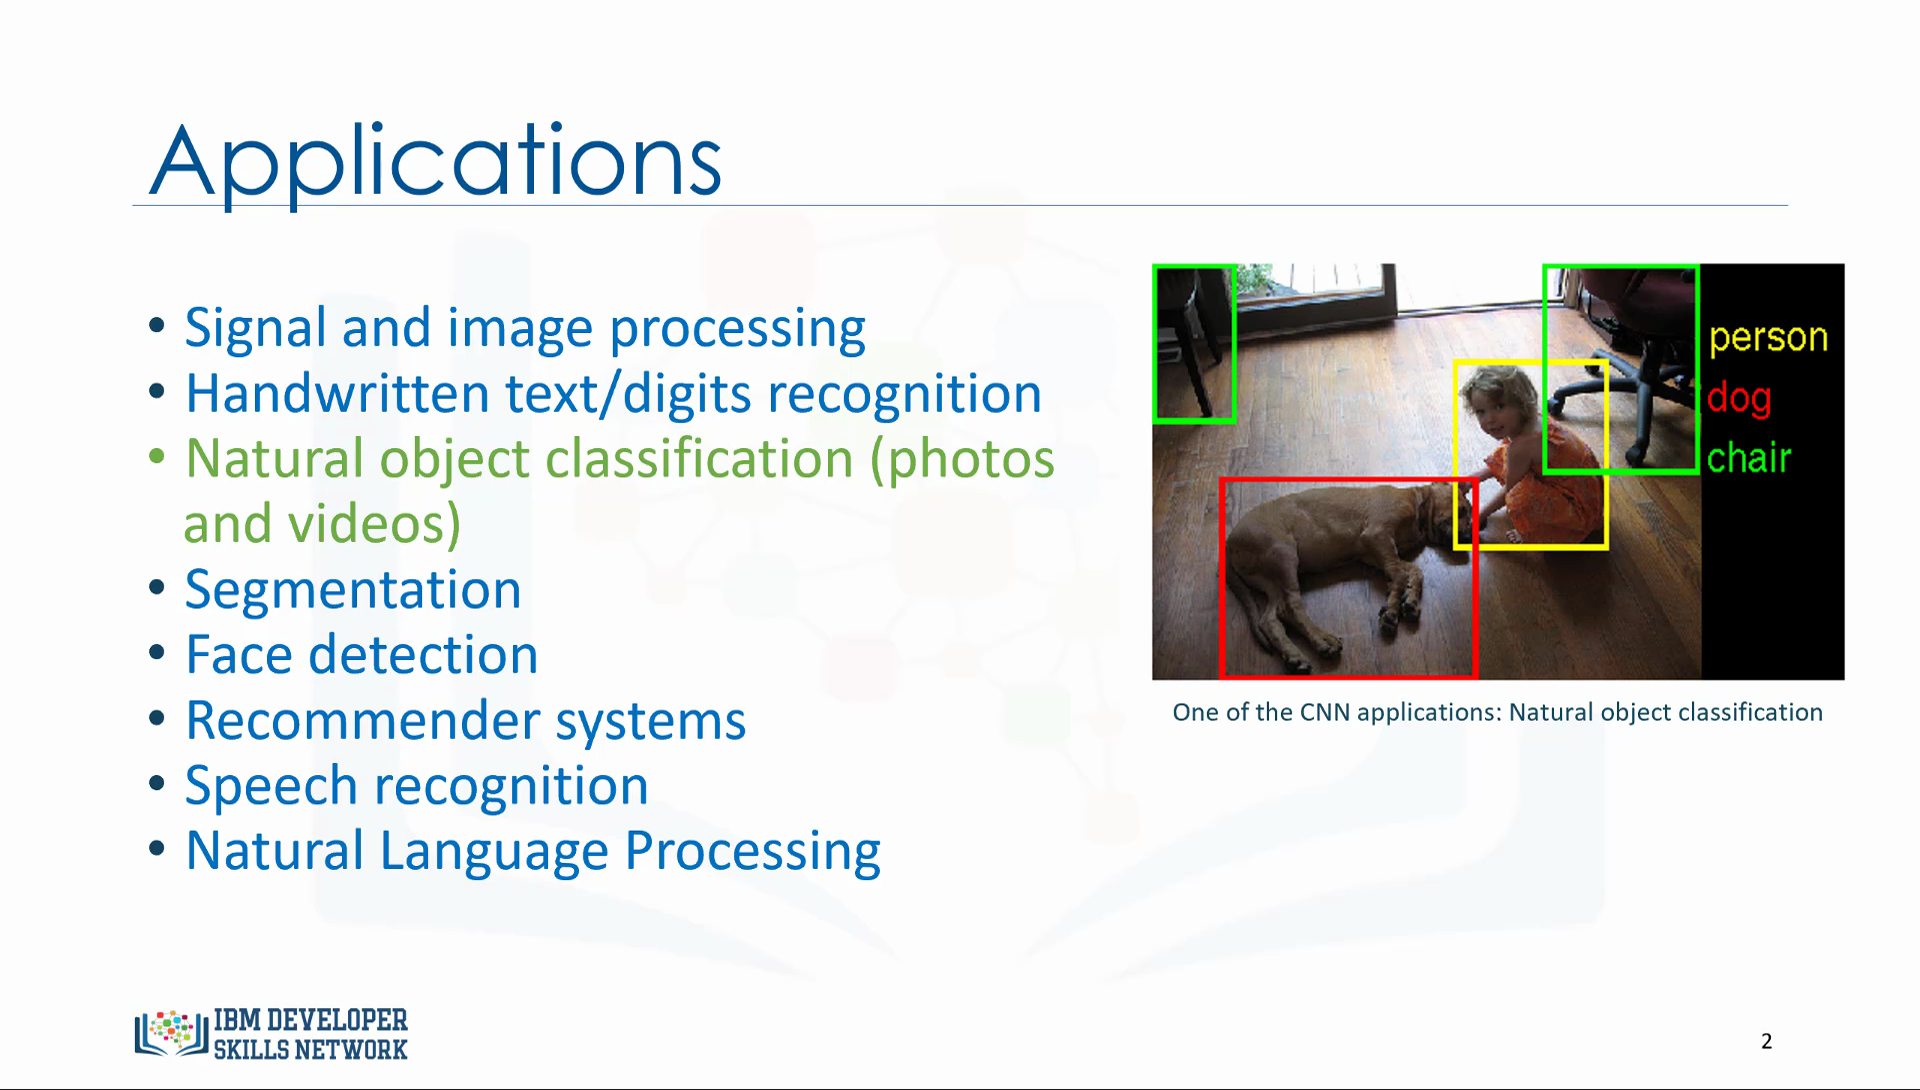 Applications
• Signal and image processing
• Handwritten text/digits recognition
• Natural object classification (photos
and videos)
• Segmentation
• Face detection
• Recommender systems
• Speech recognition
• Natural Language Processing
person
dog
chair
One of the CNN applications: Natural object classification
IBM DEVELOPER
SKILLS NETWORK
2